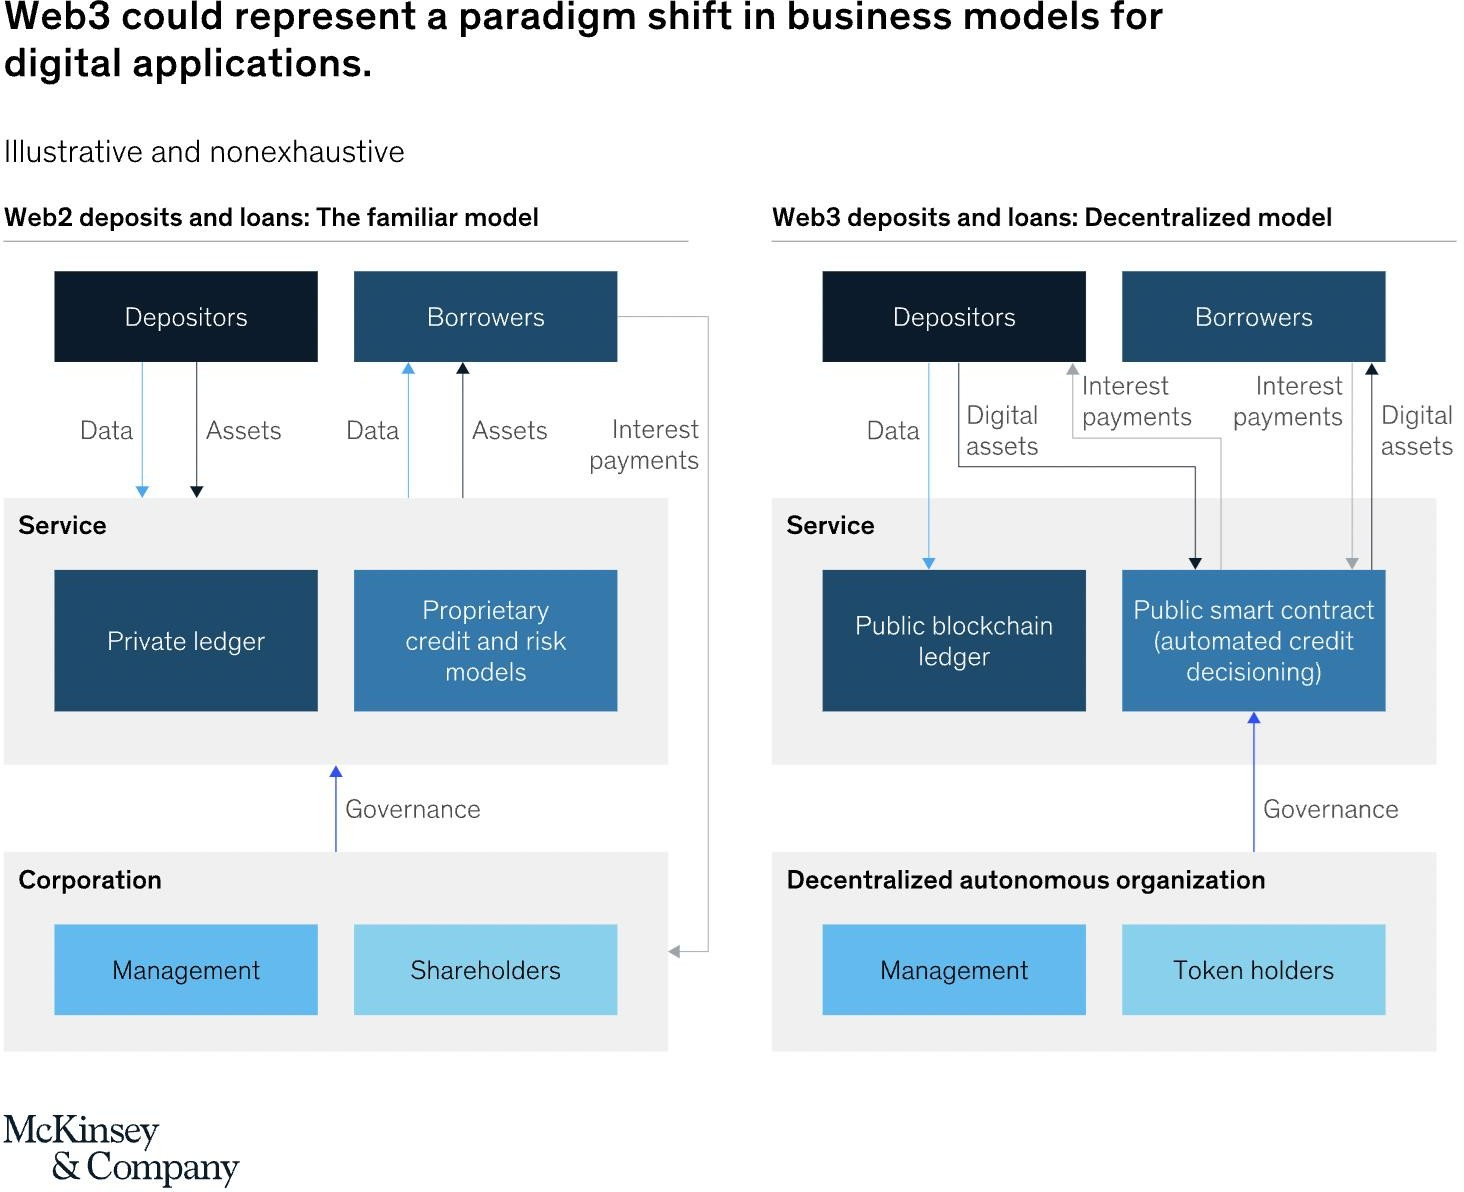 Web3 could represent a paradigm shift in business models for
digital applications.
Illustrative and nonexhaustive
Web2 deposits and loans: The familiar model
Depositors
Borrowers
Data
Assets
Data
Assets
Interest
payments
Service
Private ledger
Proprietary
credit and risk
models
Governance
Corporation
Management
Shareholders
Web3 deposits and loans: Decentralized model
Depositors
Borrowers
Data
Digital
assets
Interest
payments
Interest
payments
Digital
assets
Service
Public blockchain
ledger
Public smart contract
(automated credit
decisioning)
Governance
Decentralized autonomous organization
Management
Token holders
McKinsey
& Company